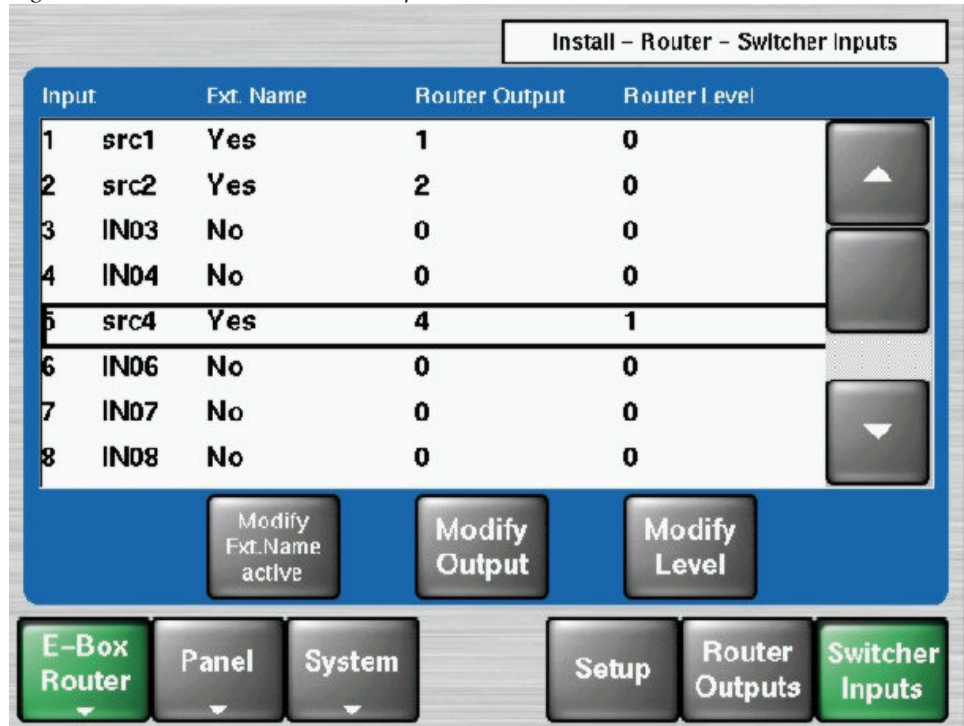 Install – Router – Switcher Inputs
Input Ext. Name Router Output Router Level
1 src1 Yes 1 0
2 src2 Yes 2 0
3 IN03 No 0 0
4 IN04 No 0 0
5 src4 Yes 4 1
6 IN06 No 0 0
7 IN07 No 0 0
8 IN08 No 0 0
Modify Ext.Name active
Modify Output
Modify Level
E-Box Router
Panel
System
Setup
Router Outputs
Switcher Inputs